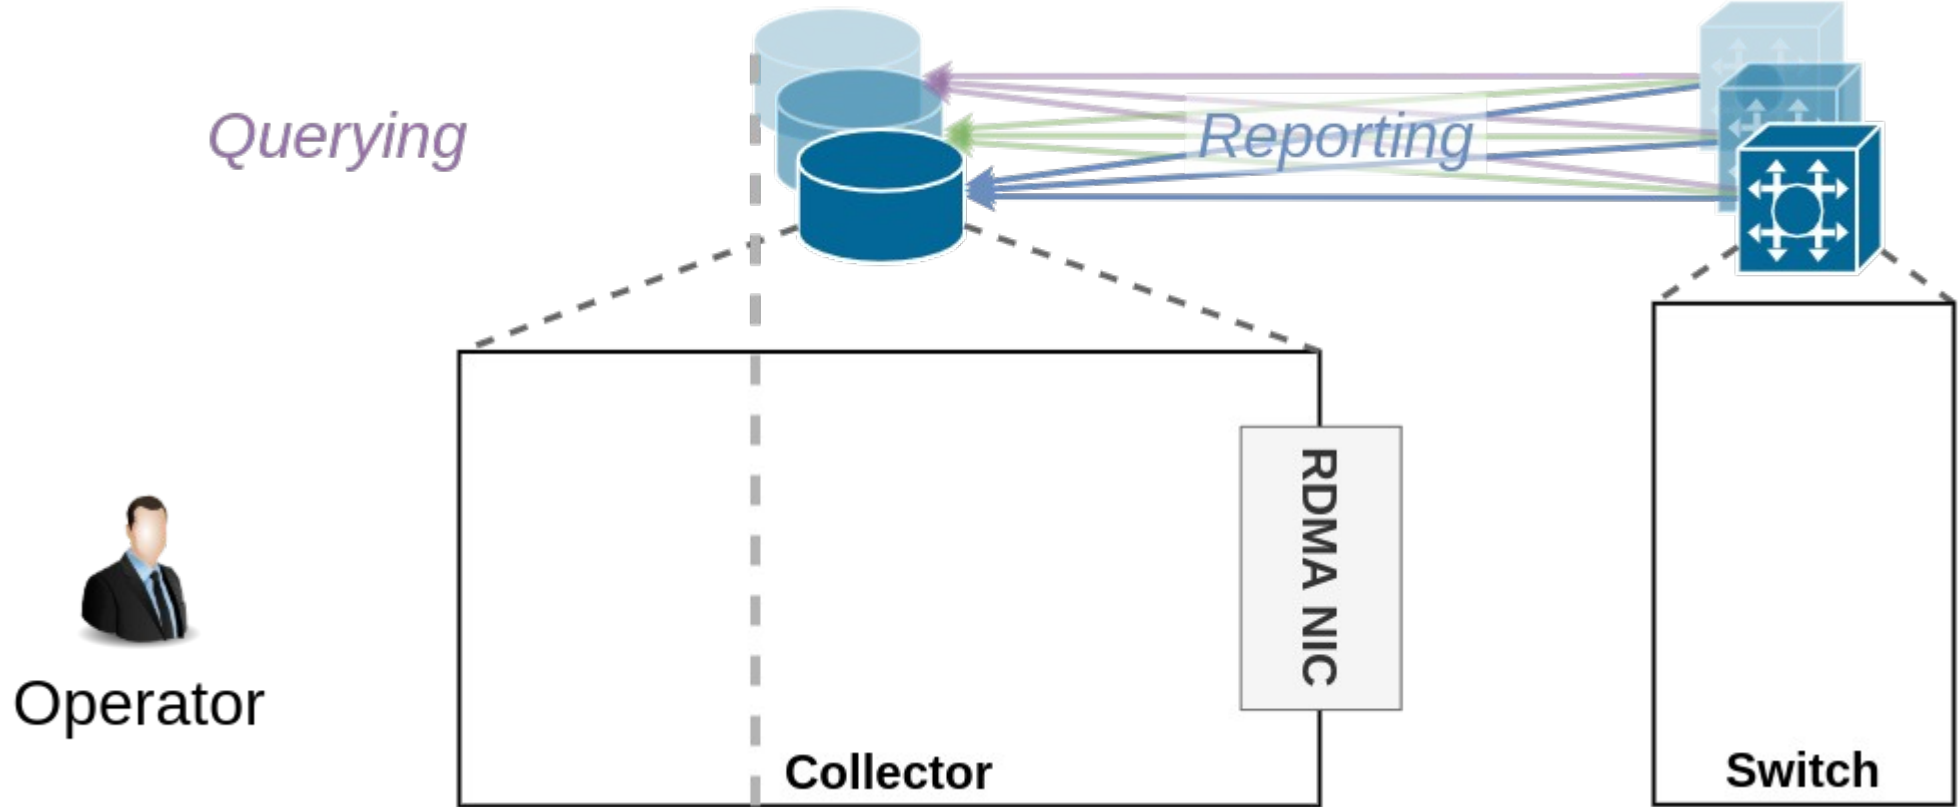 Querying
Reporting
RDMA NIC
Operator
Collector
Switch